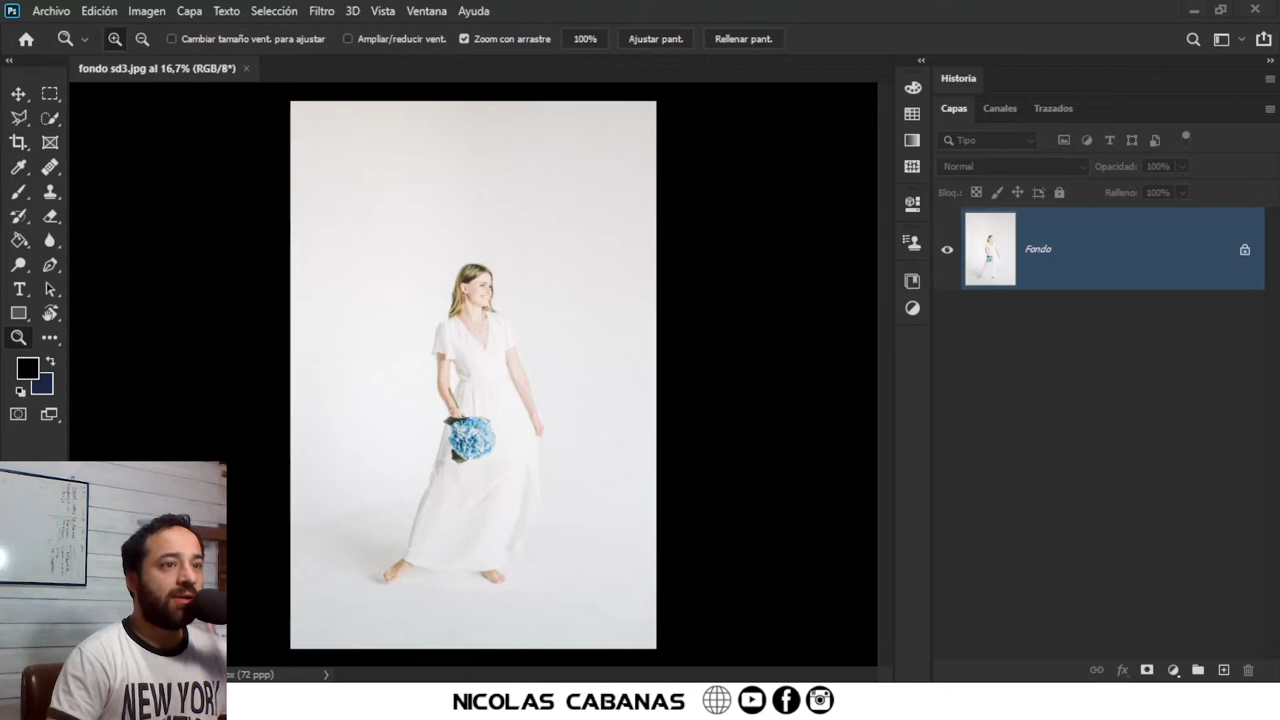 Ps Archivo Edición Imagen Capa Texto Selección Filtro 3D Vista Ventana Ayuda
Cambiar tamaño vent. para ajustar Ampliar/reducir vent. Zoom con arrastre 100% Ajustar pant. Rellenar pant.
fondo sd3.jpg al 16,7% (RGB/8*) ×
Historia
Capas Canales Trazados
Tipo
Normal Opacidad: 100%
Bloq.: Relleno: 100%
Fondo
ox (72 ppp)
NEW YORK
NICOLAS CABANAS